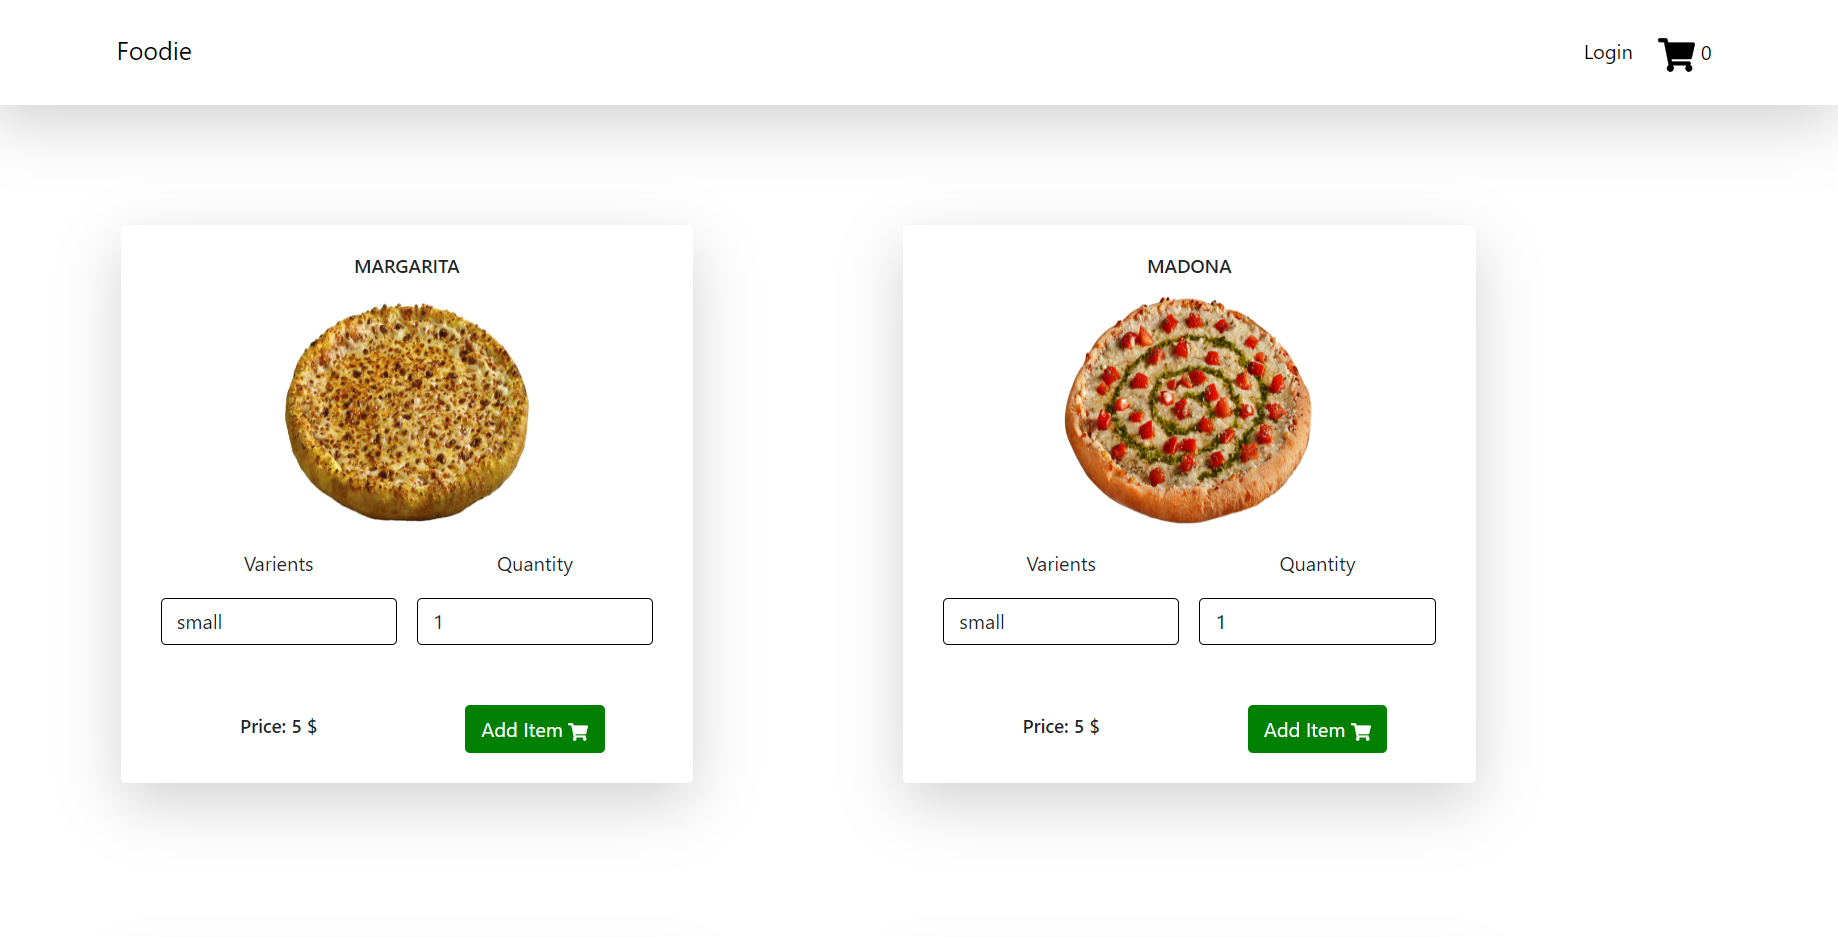 Foodie
Login 0
MARGARITA
Varients Quantity
small 1
Price: 5 $ Add Item
MADONA
Varients Quantity
small 1
Price: 5 $ Add Item